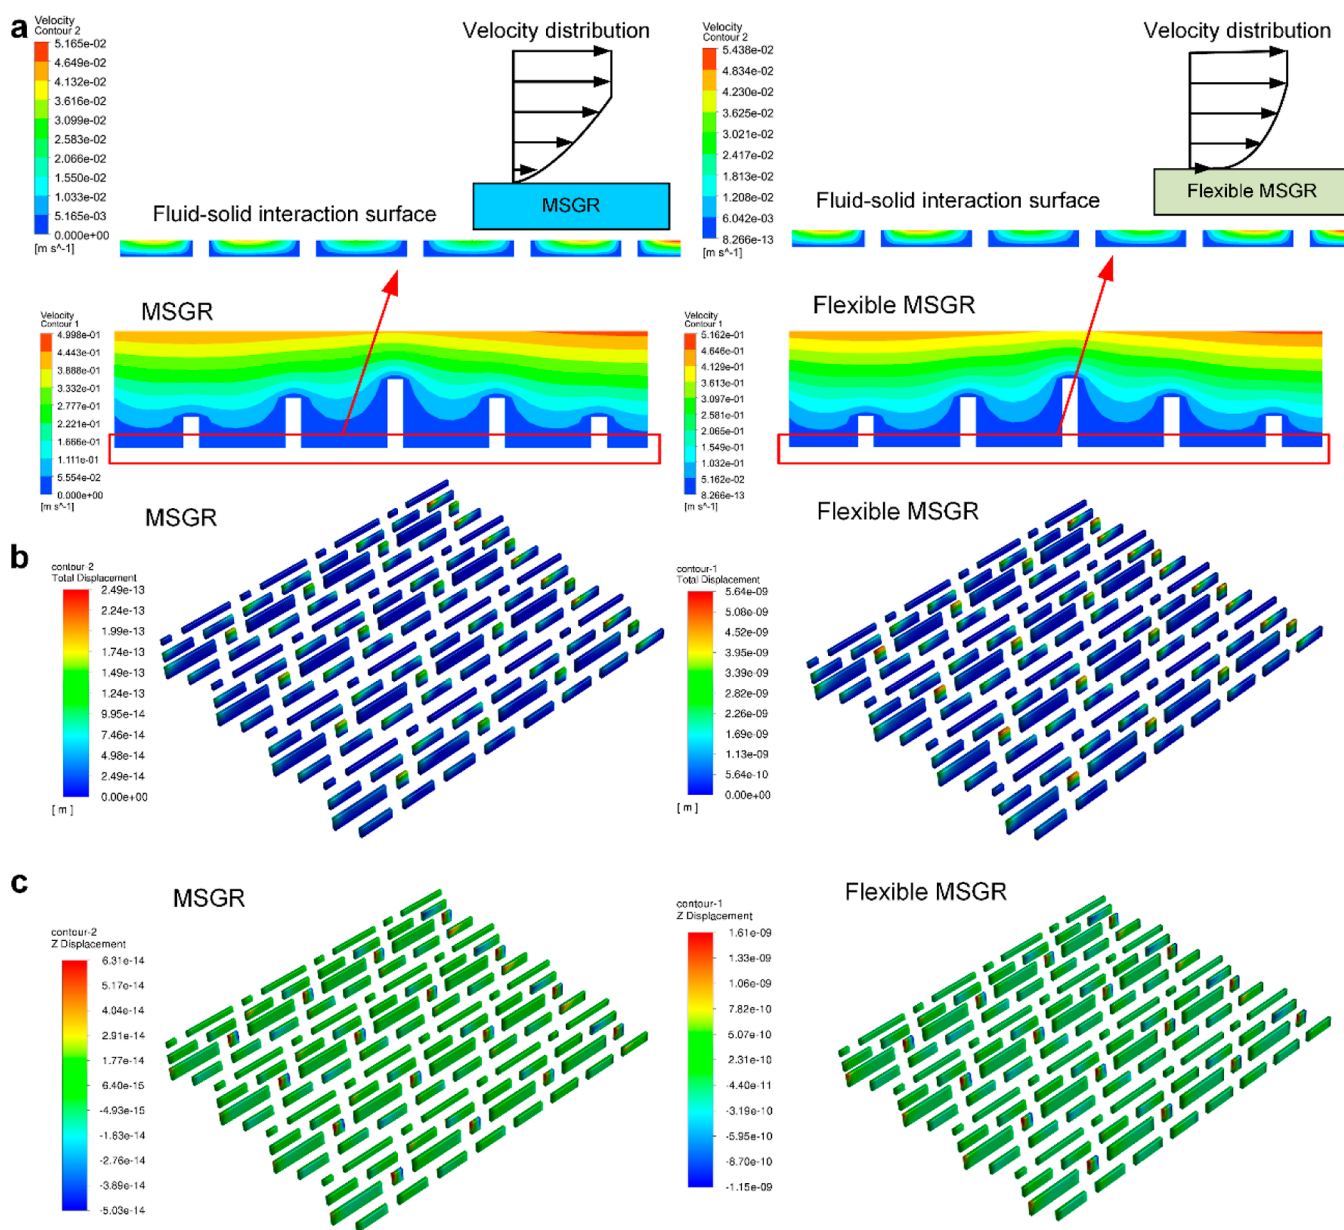 a
Velocity
Contour 2
5.165e-02
4.649e-02
4.132e-02
3.616e-02
3.099e-02
2.583e-02
2.066e-02
1.550e-02
1.033e-02
5.165e-03
0.000e+00
[m s^-1]
Velocity distribution
MSGR
Fluid-solid interaction surface
Velocity
Contour 2
5.438e-02
4.834e-02
4.230e-02
3.625e-02
3.021e-02
2.417e-02
1.813e-02
1.208e-02
6.042e-03
8.266e-13
[m s^-1]
Velocity distribution
Flexible MSGR
Fluid-solid interaction surface
MSGR
Velocity
Contour 1
4.998e-01
4.443e-01
3.888e-01
3.332e-01
2.777e-01
2.221e-01
1.666e-01
1.111e-01
5.554e-02
0.000e+00
[m s^-1]
Flexible MSGR
Velocity
Contour 1
5.162e-01
4.646e-01
4.129e-01
3.613e-01
3.097e-01
2.581e-01
2.065e-01
1.549e-01
1.032e-01
5.162e-02
8.266e-13
[m s^-1]
b
MSGR
contour-2
Total Displacement
2.49e-13
2.24e-13
1.99e-13
1.74e-13
1.49e-13
1.24e-13
9.95e-14
7.46e-14
4.98e-14
2.49e-14
0.00e+00
[ m ]
Flexible MSGR
contour-1
Total Displacement
5.64e-09
5.08e-09
4.52e-09
3.95e-09
3.39e-09
2.82e-09
2.26e-09
1.69e-09
1.13e-09
5.64e-10
0.00e+00
[ m ]
c
MSGR
contour-2
Z Displacement
6.31e-14
5.17e-14
4.04e-14
2.91e-14
1.77e-14
6.40e-15
-4.93e-15
-1.63e-14
-2.76e-14
-3.89e-14
-5.03e-14
[ m ]
Flexible MSGR
contour-1
Z Displacement
1.61e-09
1.33e-09
1.06e-09
7.82e-10
5.07e-10
2.31e-10
-4.40e-11
-3.19e-10
-5.95e-10
-8.70e-10
-1.15e-09
[ m ]